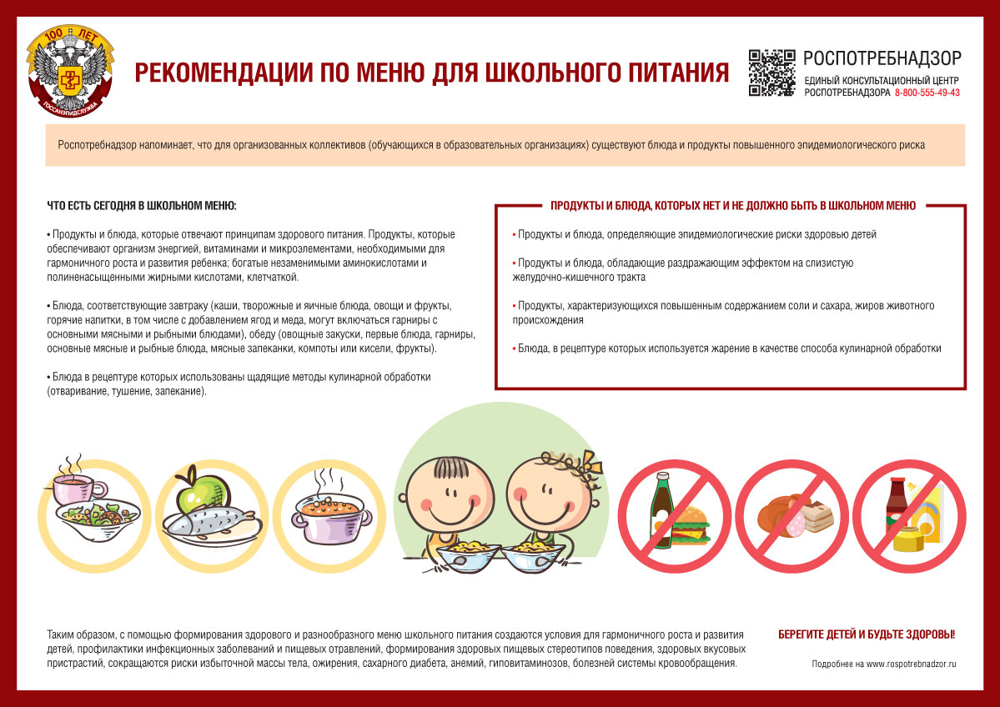 100 ЛЕТ
ГОССАНЭПИДСЛУЖБА
РЕКОМЕНДАЦИИ ПО МЕНЮ ДЛЯ ШКОЛЬНОГО ПИТАНИЯ
РОСПОТРЕБНАДЗОР
ЕДИНЫЙ КОНСУЛЬТАЦИОННЫЙ ЦЕНТР
РОСПОТРЕБНАДЗОРА 8-800-555-49-43
Роспотребнадзор напоминает, что для организованных коллективов (обучающихся в образовательных организациях) существуют блюда и продукты повышенного эпидемиологического риска
ЧТО ЕСТЬ СЕГОДНЯ В ШКОЛЬНОМ МЕНЮ:
• Продукты и блюда, которые отвечают принципам здорового питания. Продукты, которые
обеспечивают организм энергией, витаминами и микроэлементами, необходимыми для
гармоничного роста и развития ребенка; богатые незаменимыми аминокислотами и
полиненасыщенными жирными кислотами, клетчаткой.
• Блюда, соответствующие завтраку (каши, творожные и яичные блюда, овощи и фрукты,
горячие напитки, в том числе с добавлением ягод и меда, могут включаться гарниры с
основными мясными и рыбными блюдами), обеду (овощные закуски, первые блюда, гарниры,
основные мясные и рыбные блюда, мясные запеканки, компоты или кисели, фрукты).
• Блюда в рецептуре которых использованы щадящие методы кулинарной обработки
(отваривание, тушение, запекание).
ПРОДУКТЫ И БЛЮДА, КОТОРЫХ НЕТ И НЕ ДОЛЖНО БЫТЬ В ШКОЛЬНОМ МЕНЮ
• Продукты и блюда, определяющие эпидемиологические риски здоровью детей
• Продукты и блюда, обладающие раздражающим эффектом на слизистую
желудочно-кишечного тракта
• Продукты, характеризующихся повышенным содержанием соли и сахара, жиров животного
происхождения
• Блюда, в рецептуре которых используется жарение в качестве способа кулинарной обработки
Таким образом, с помощью формирования здорового и разнообразного меню школьного питания создаются условия для гармоничного роста и развития
детей, профилактики инфекционных заболеваний и пищевых отравлений, формирования здоровых пищевых стереотипов поведения, здоровых вкусовых
пристрастий, сокращаются риски избыточной массы тела, ожирения, сахарного диабета, анемий, гиповитаминозов, болезней системы кровообращения.
БЕРЕГИТЕ ДЕТЕЙ И БУДЬТЕ ЗДОРОВЫ!
Подробнее на www.rospotrebnadzor.ru